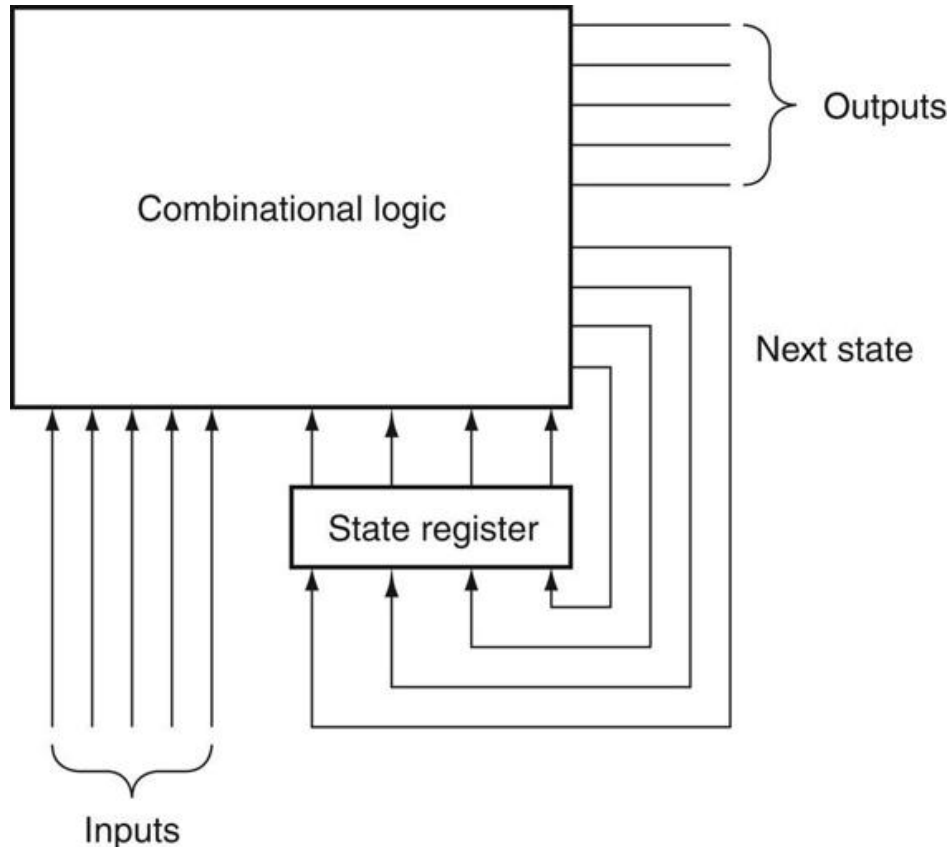 Outputs
Combinational logic
Next state
State register
Inputs